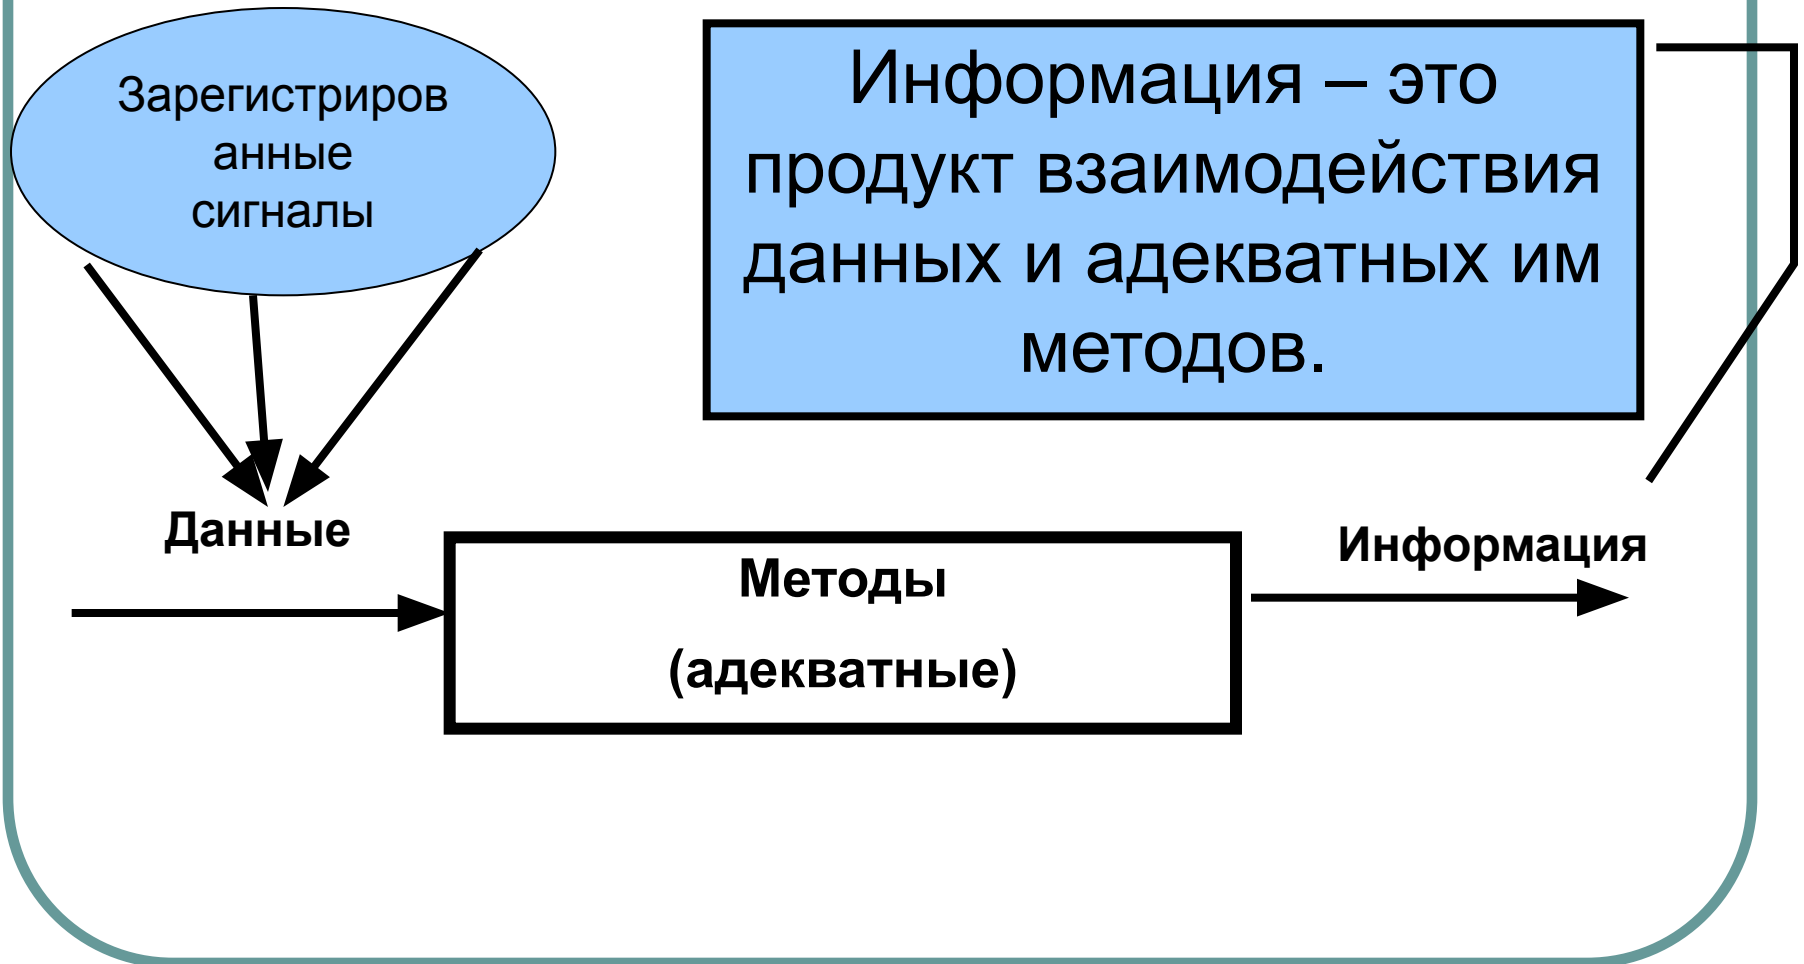 Зарегистриров
анные
сигналы
Информация – это
продукт взаимодействия
данных и адекватных им
методов.
Данные
Методы
(адекватные)
Информация